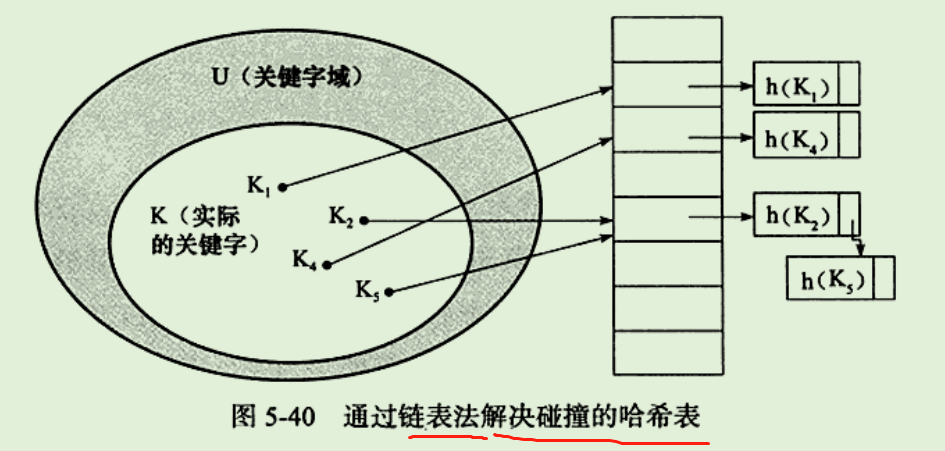 U（关键字域）
K₁
K（实际
的关键字）
K₂
K₄
K₅
h(K₁)
h(K₄)
h(K₂)
h(K₅)
图 5-40 通过链表法解决碰撞的哈希表